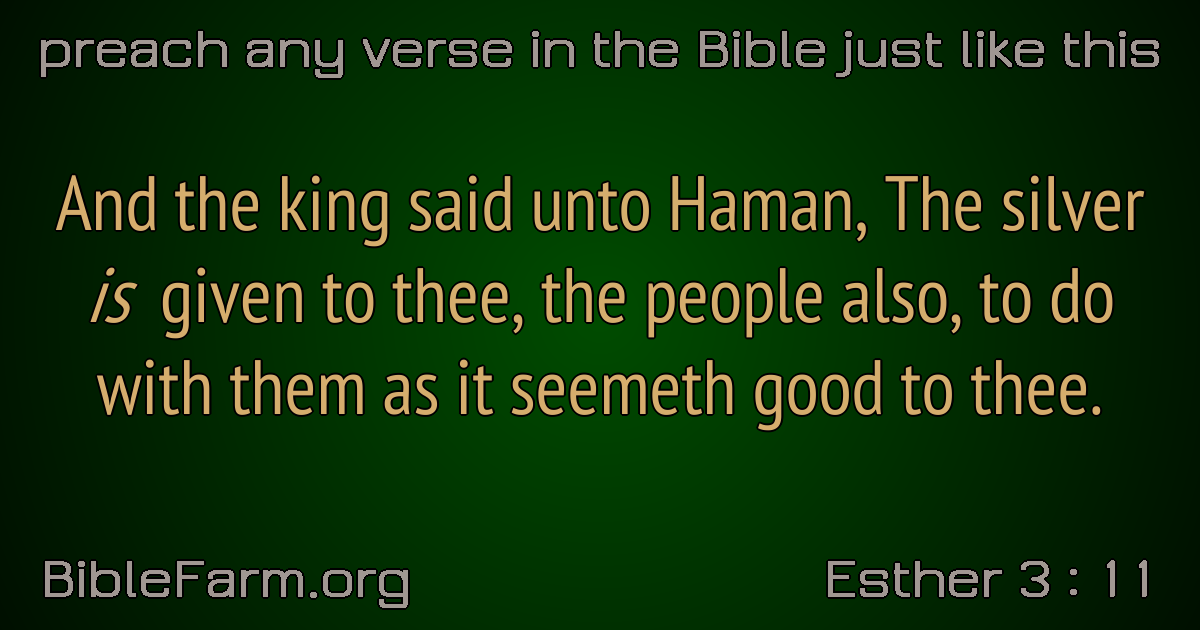 preach any verse in the Bible just like this
And the king said unto Haman, The silver
is given to thee, the people also, to do
with them as it seemeth good to thee.
BibleFarm.org
Esther 3 : 11